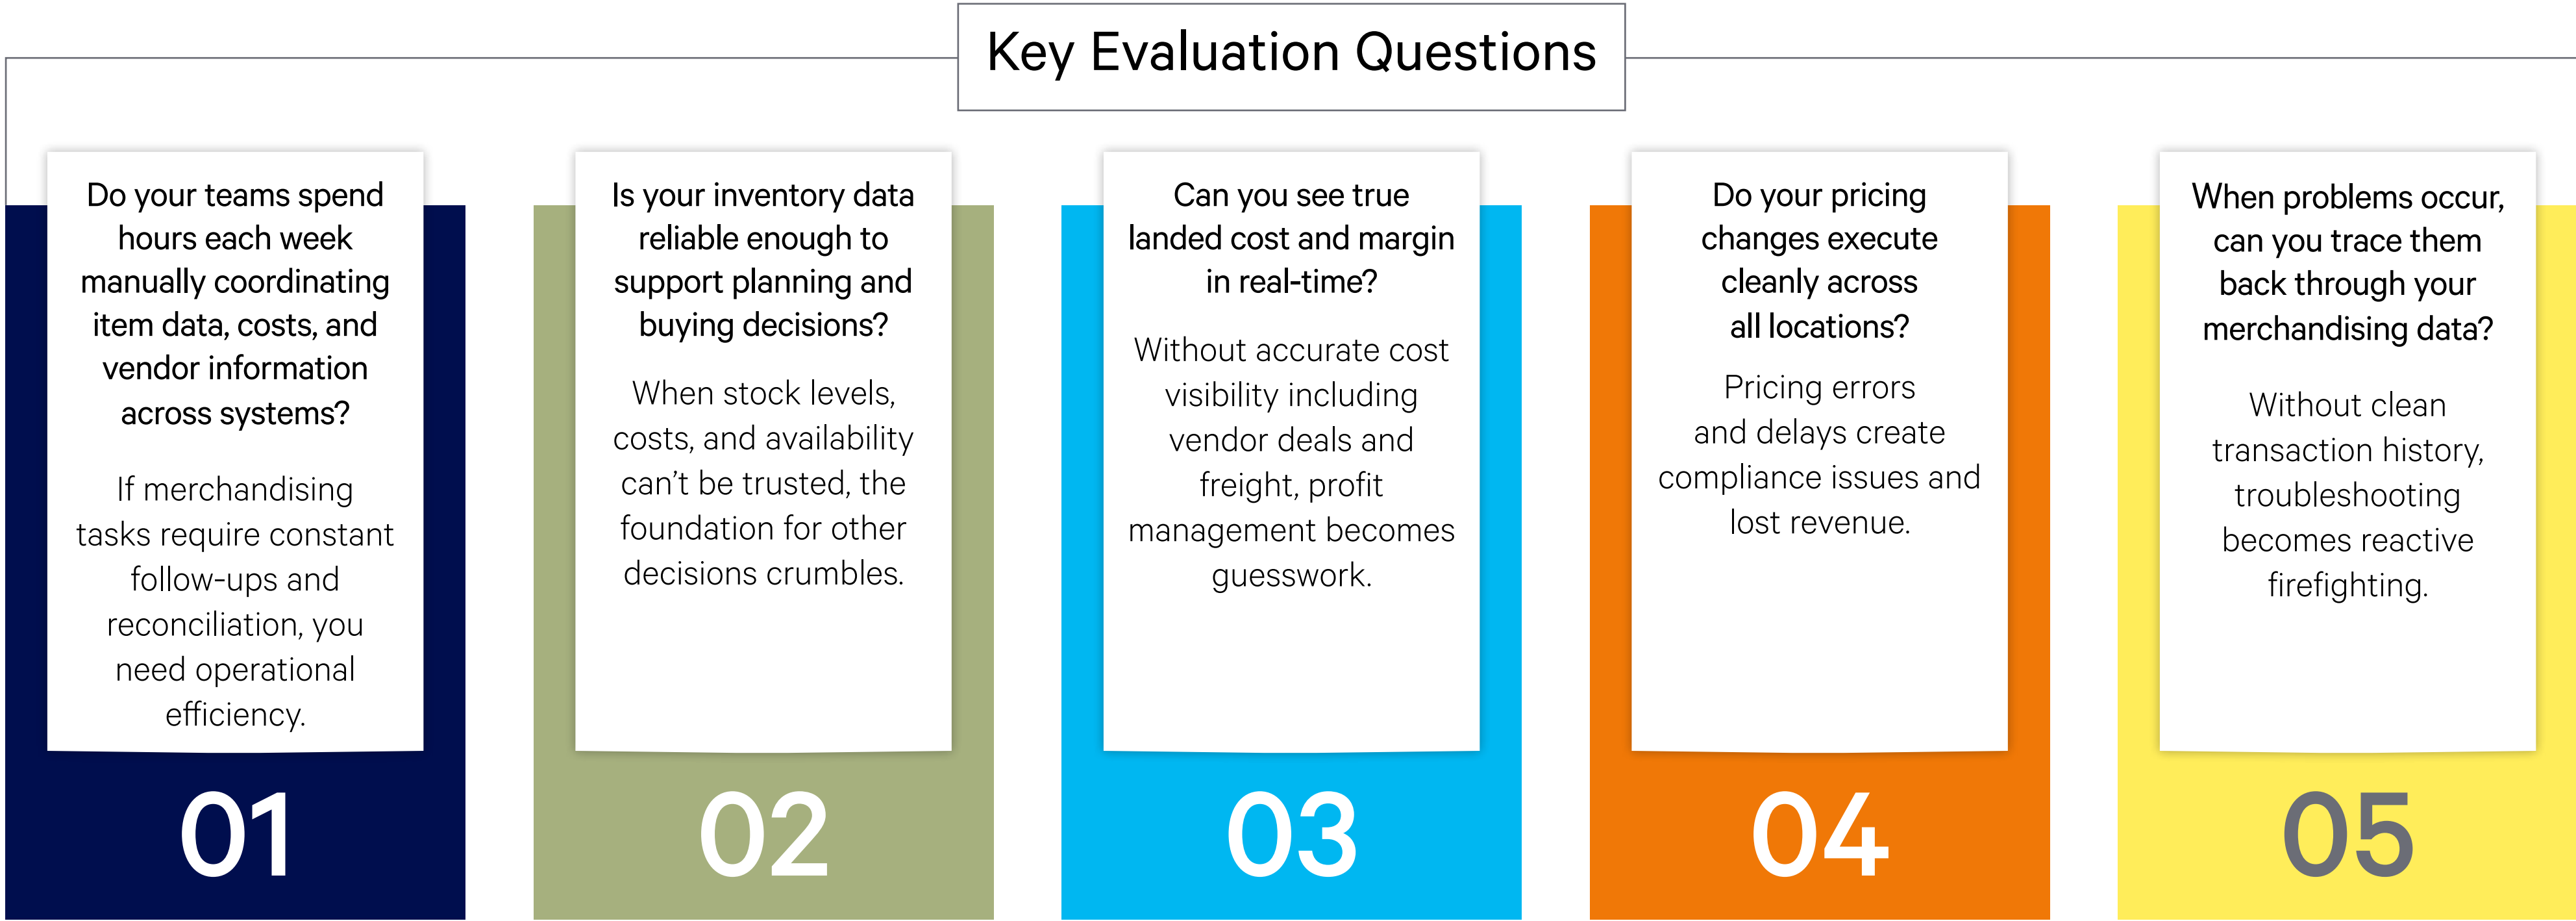 Key Evaluation Questions
Do your teams spend
hours each week
manually coordinating
item data, costs, and
vendor information
across systems?
If merchandising
tasks require constant
follow-ups and
reconciliation, you
need operational
efficiency.
01
Is your inventory data
reliable enough to
support planning and
buying decisions?
When stock levels,
costs, and availability
can’t be trusted, the
foundation for other
decisions crumbles.
02
Can you see true
landed cost and margin
in real-time?
Without accurate cost
visibility including
vendor deals and
freight, profit
management becomes
guesswork.
03
Do your pricing
changes execute
cleanly across
all locations?
Pricing errors
and delays create
compliance issues and
lost revenue.
04
When problems occur,
can you trace them
back through your
merchandising data?
Without clean
transaction history,
troubleshooting
becomes reactive
firefighting.
05